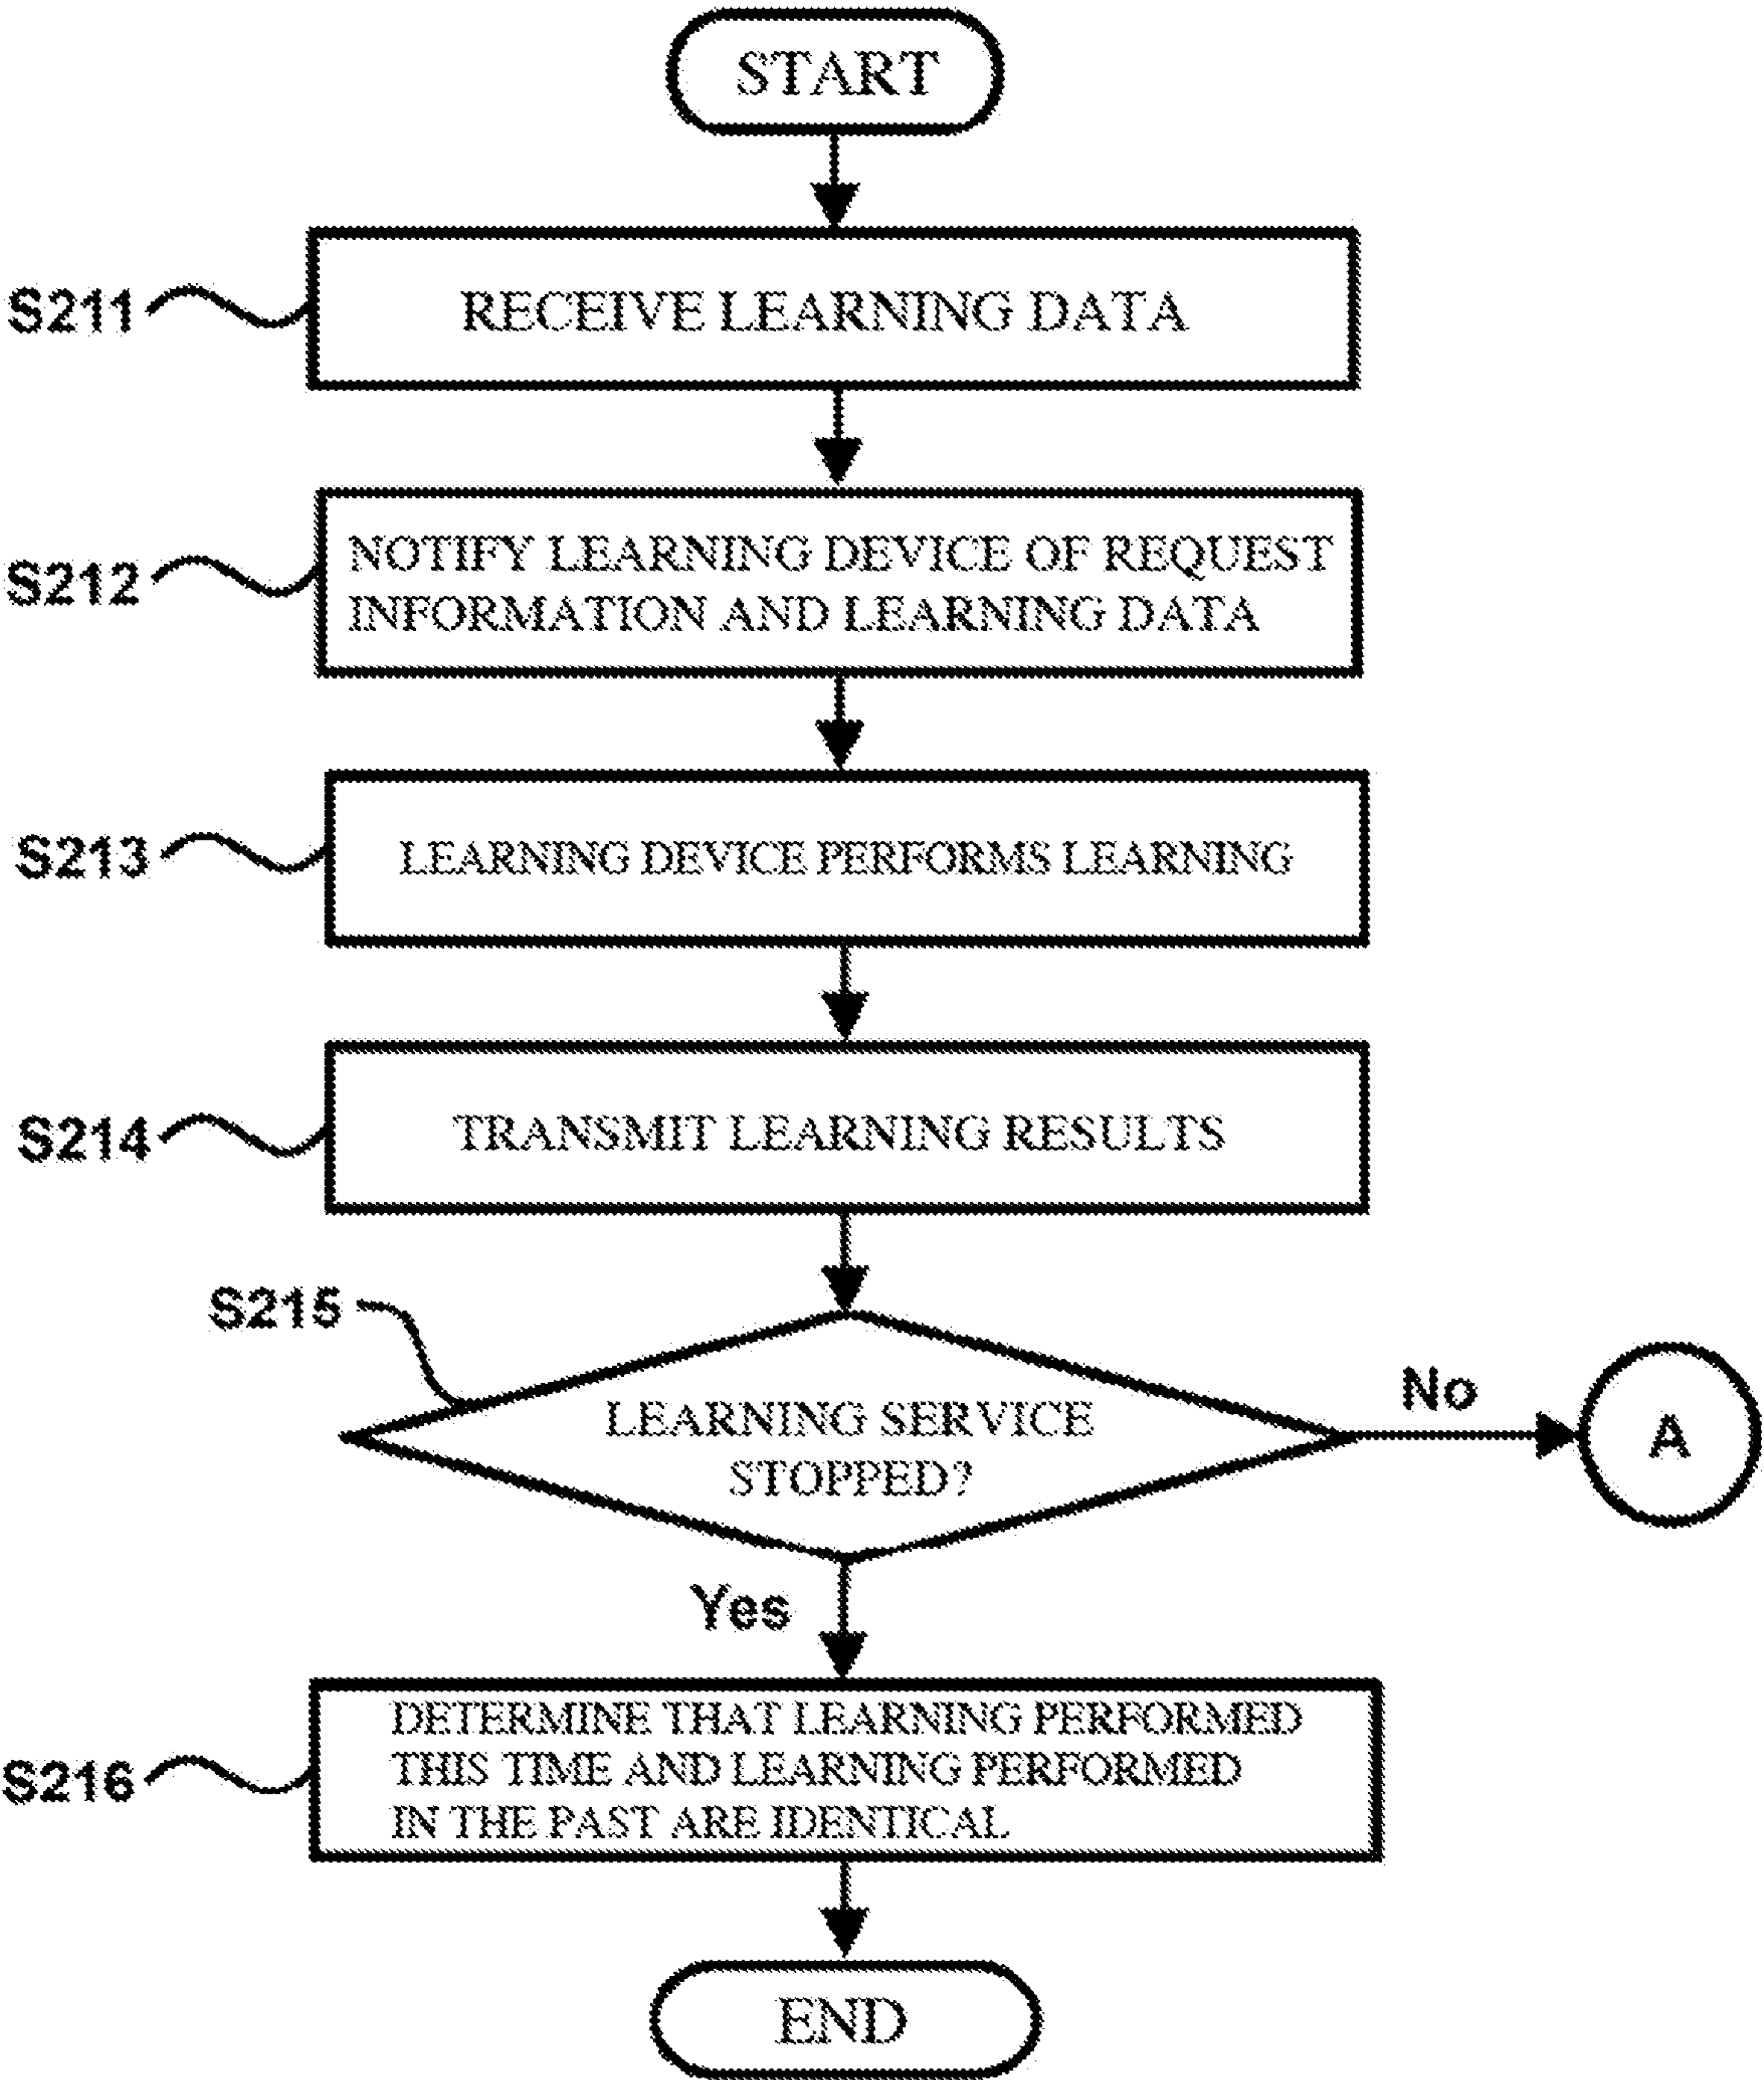 START
S211
RECEIVE LEARNING DATA
S212
NOTIFY LEARNING DEVICE OF REQUEST
INFORMATION AND LEARNING DATA
S213
LEARNING DEVICE PERFORMS LEARNING
S214
TRANSMIT LEARNING RESULTS
S215
LEARNING SERVICE
STOPPED?
No
A
Yes
S216
DETERMINE THAT LEARNING PERFORMED
THIS TIME AND LEARNING PERFORMED
IN THE PAST ARE IDENTICAL
END